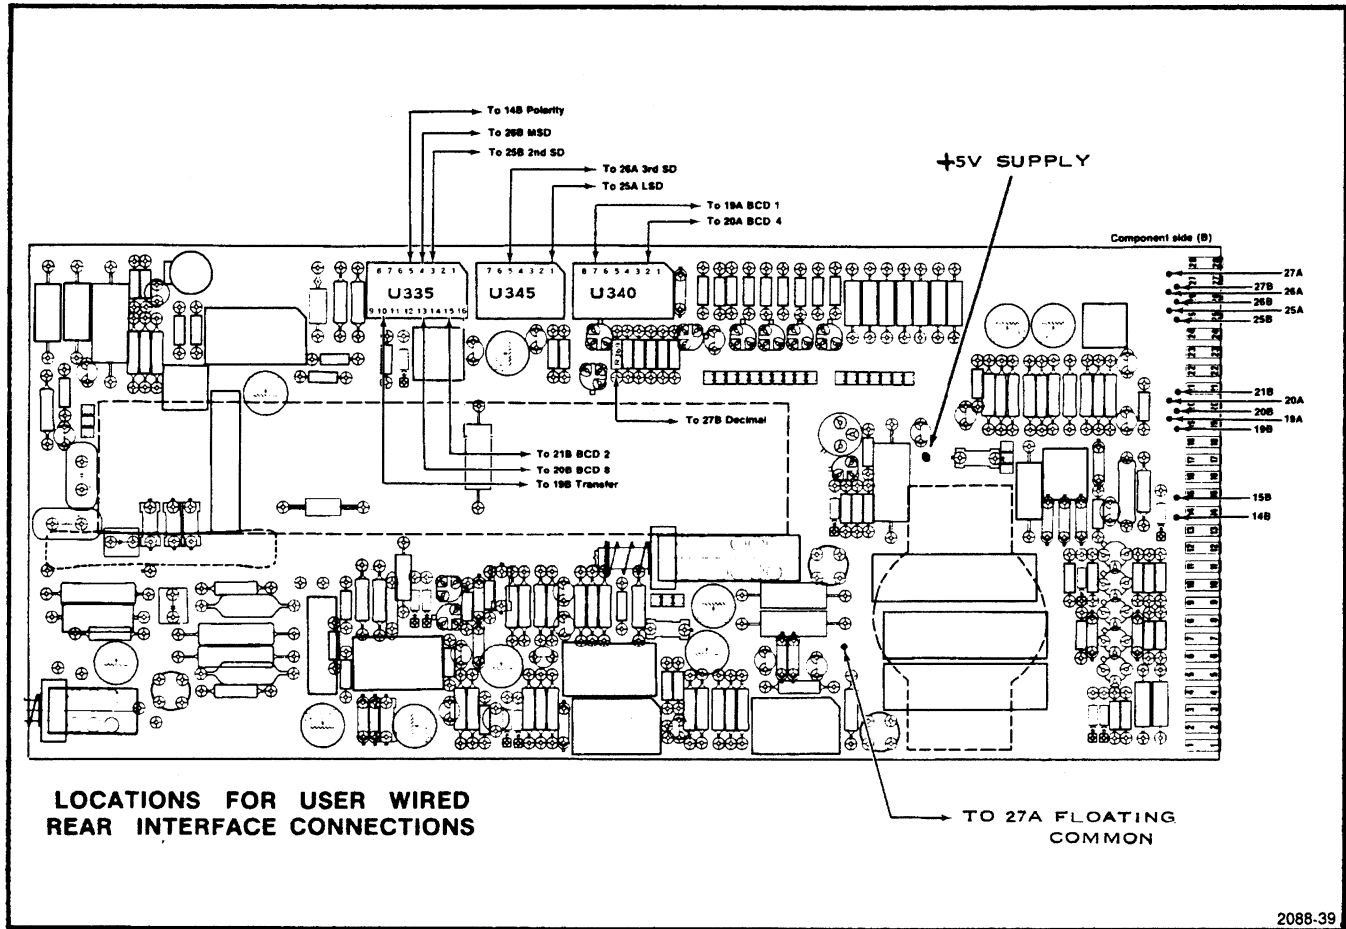 To 14B Polarity
To 26B MSD
To 25B 2nd SD
To 26A 3rd SD
To 25A LSD
To 19A BCD 1
To 20A BCD 4
+5V SUPPLY
Component side (B)
8 7 6 5 4 3 2 1
U335
9 10 11 12 13 14 15 16
7 6 5 4 3 2 1
U345
8 7 6 5 4 3 2 1
U340
27A
27B
26A
26B
25A
25B
21B
20A
20B
19A
19B
15B
14B
To 27B Decimal
To 21B BCD 2
To 20B BCD 8
To 19B Transfer
LOCATIONS FOR USER WIRED
REAR INTERFACE CONNECTIONS
TO 27A FLOATING
COMMON
2088-39